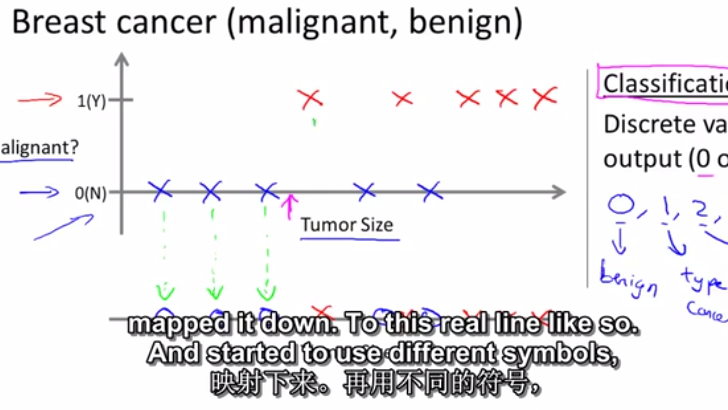 Breast cancer (malignant, benign)
1(Y)
Classificati
Discrete va
alignant?
output (0 o
0(N)
Tumor Size
0, 1, 2,
benign
type
cance
mapped it down. To this real line like so.
And started to use different symbols,
映射下来。再用不同的符号，